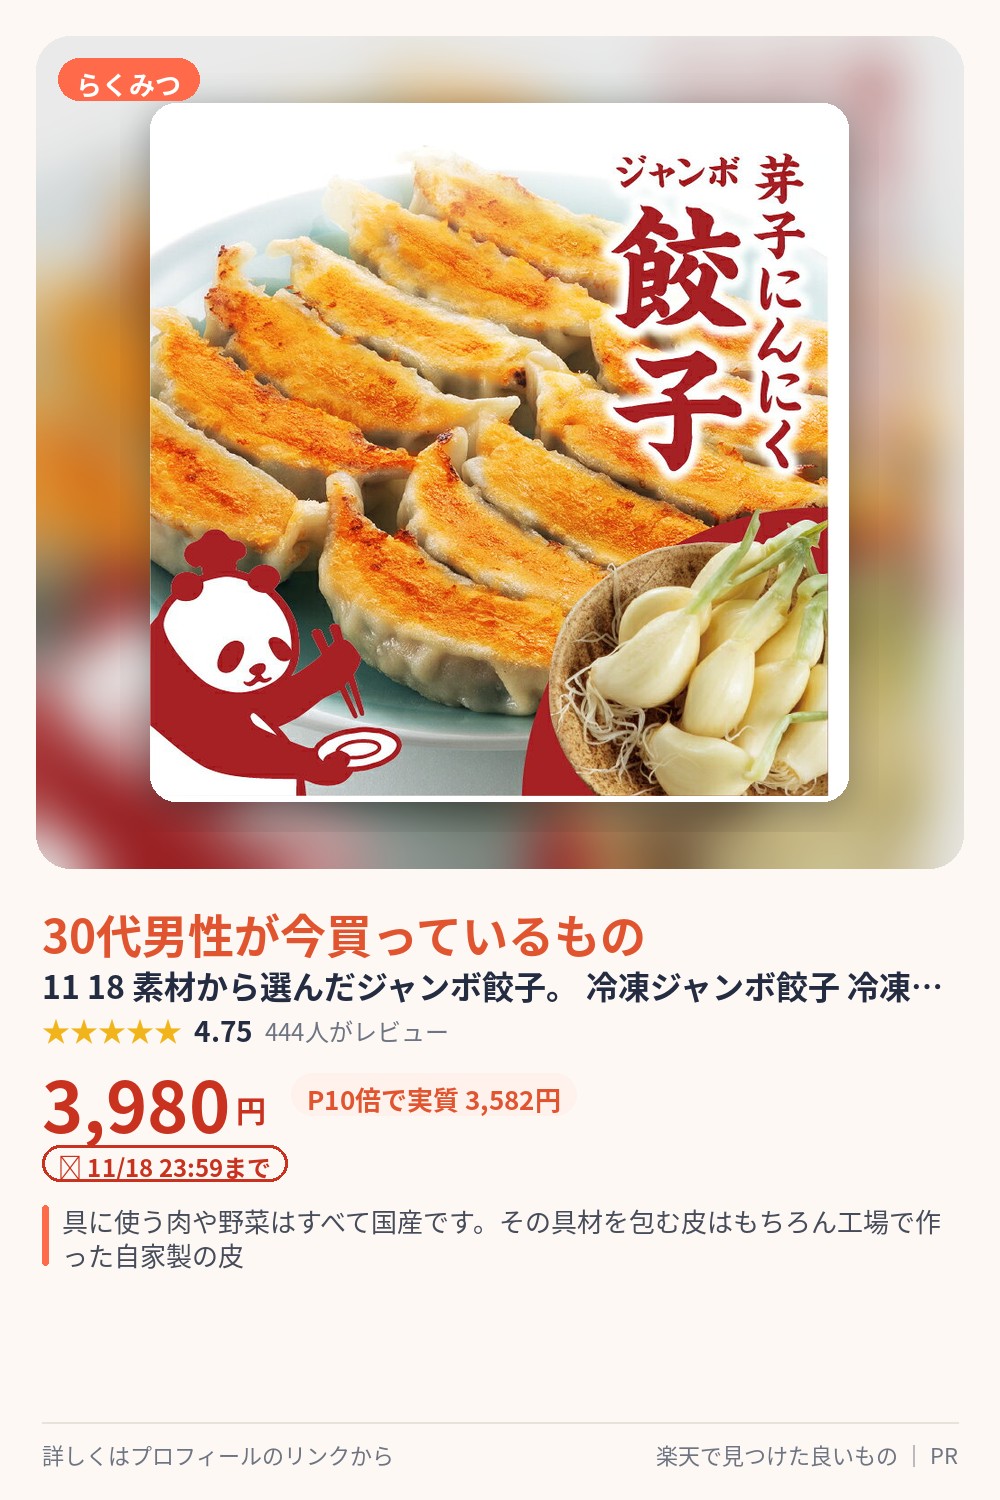 らくみつ
芽子にんにく
ジャンボ
餃子
30代男性が今買っているもの
11 18 素材から選んだジャンボ餃子。 冷凍ジャンボ餃子 冷凍…
★★★★★ 4.75 444人がレビュー
3,980円 P10倍で実質 3,582円
11/18 23:59まで
具に使う肉や野菜はすべて国産です。その具材を包む皮はもちろん工場で作
った自家製の皮
詳しくはプロフィールのリンクから
楽天で見つけた良いもの | PR